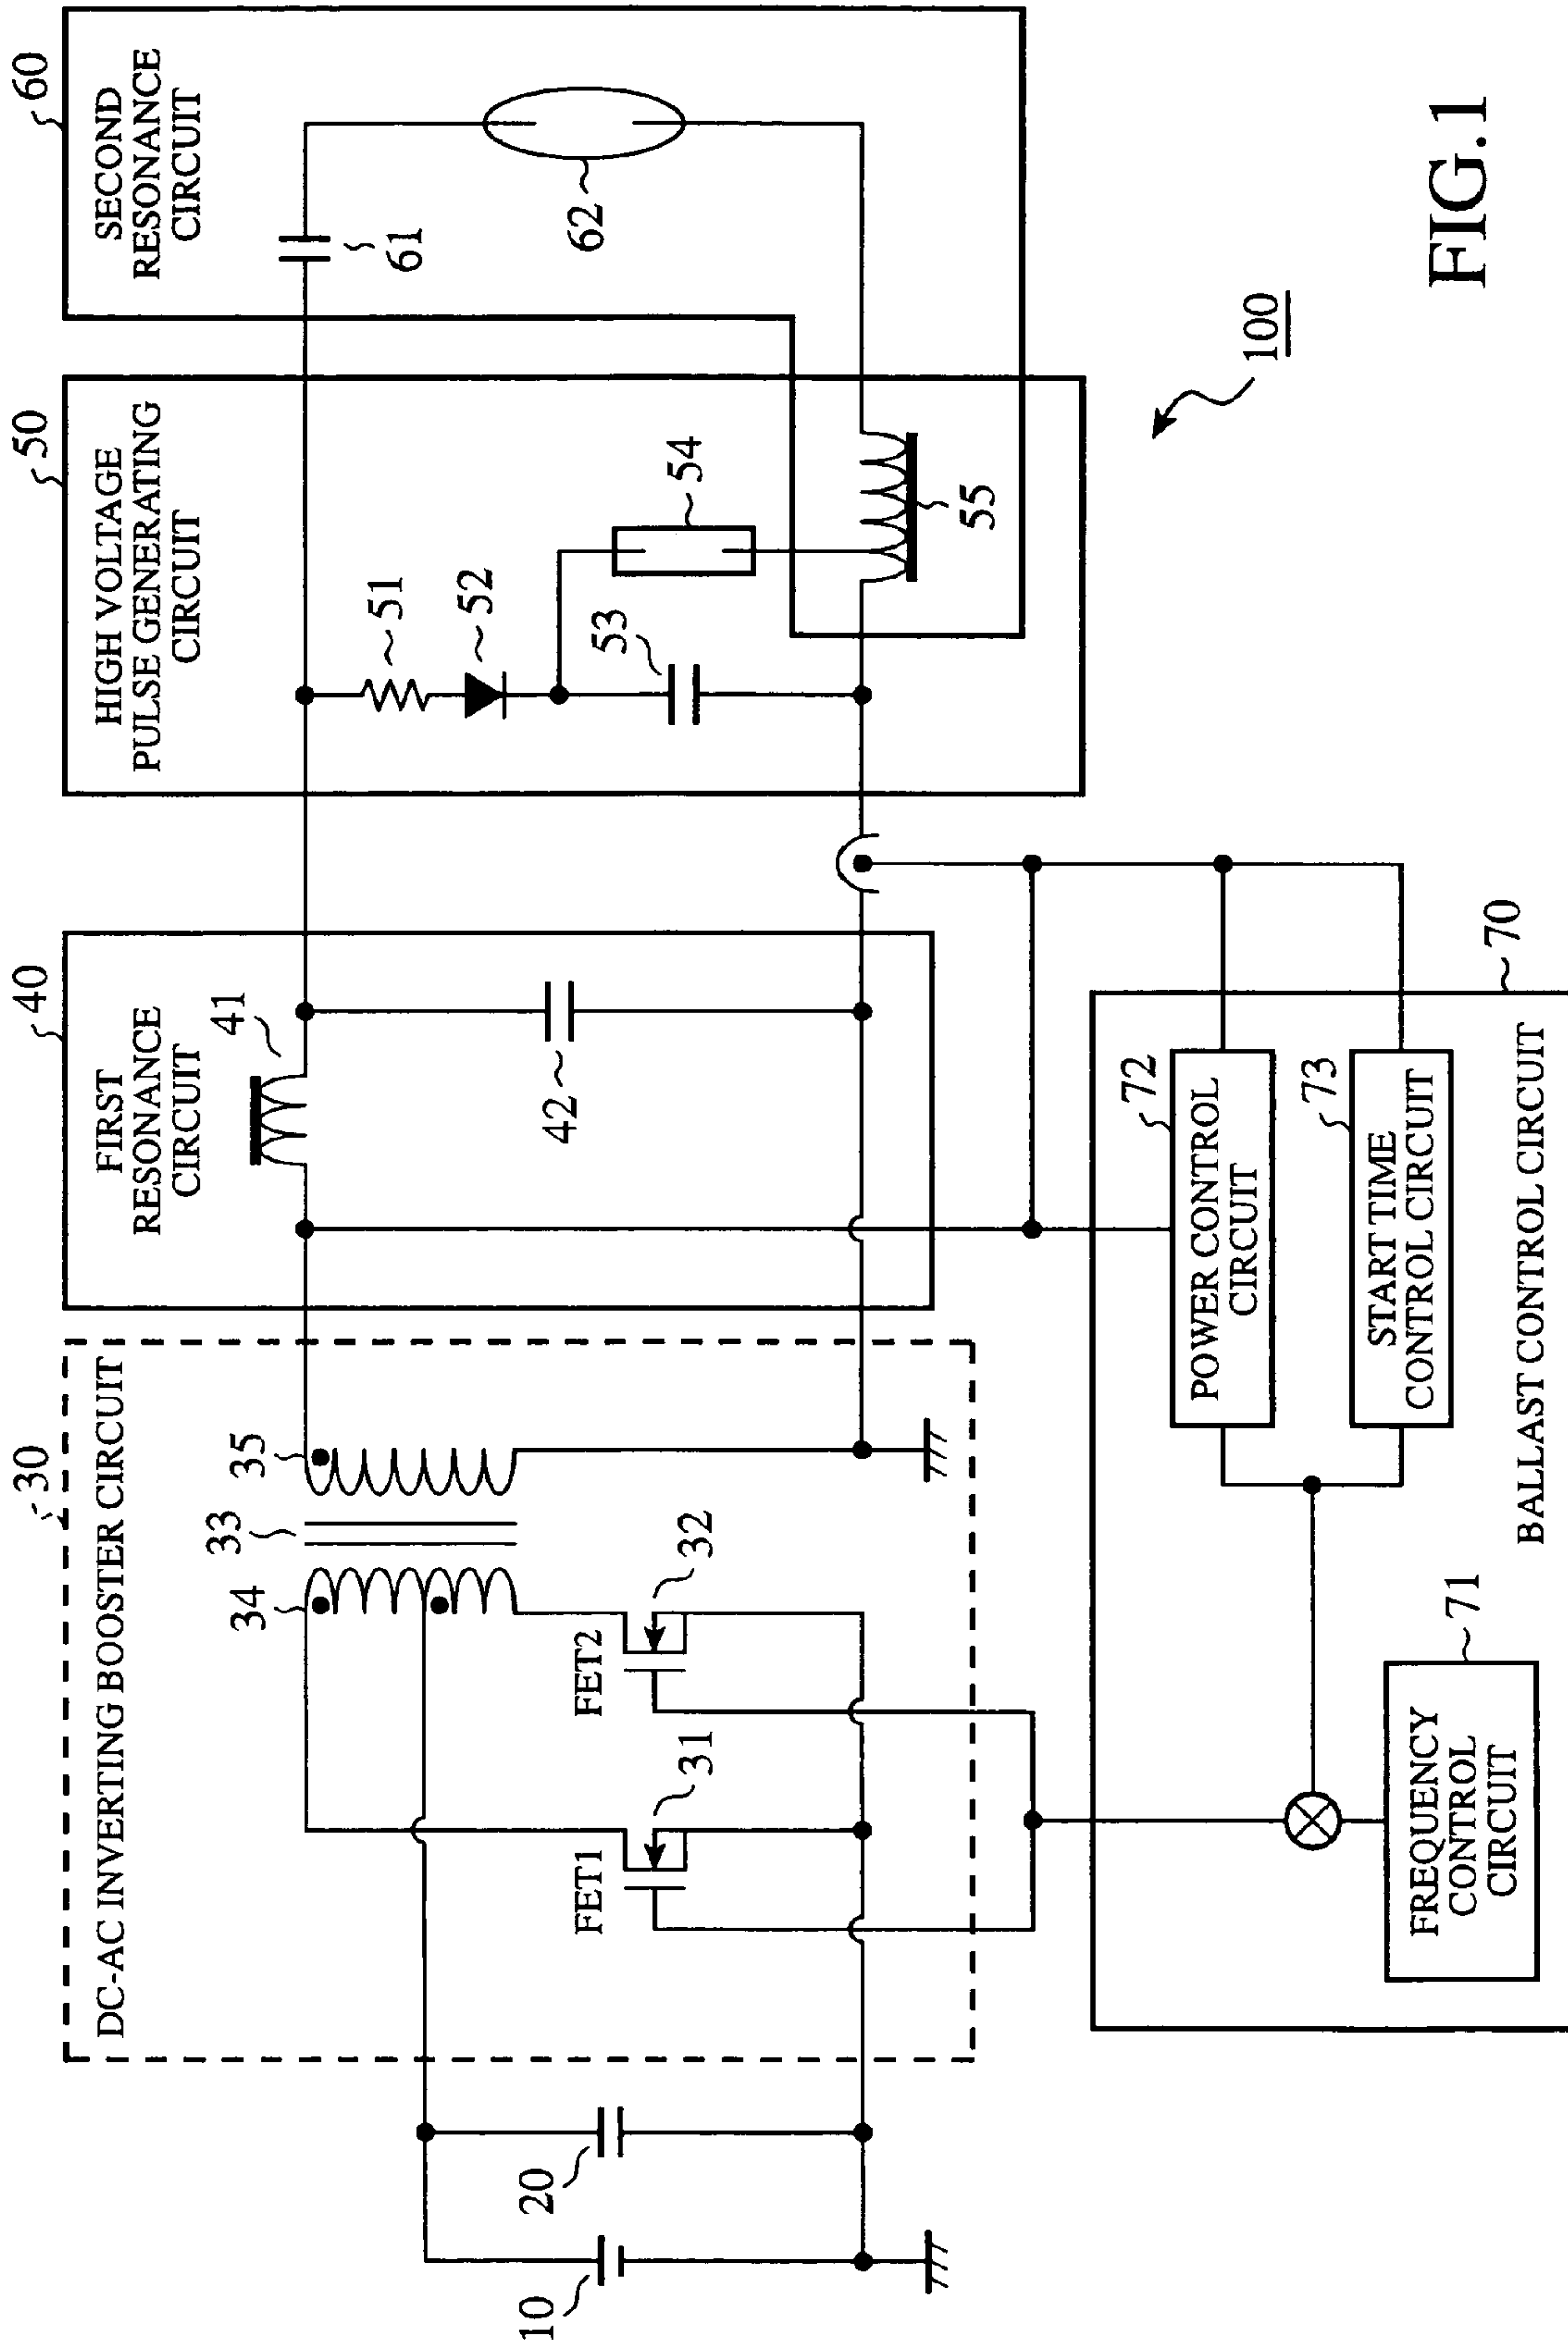 30
DC-AC INVERTING BOOSTER CIRCUIT
40
FIRST
RESONANCE
CIRCUIT
50
HIGH VOLTAGE
PULSE GENERATING
CIRCUIT
60
SECOND
RESONANCE
CIRCUIT
10
20
34
33
35
FET1
31
FET2
32
41
42
51
52
53
54
55
61
62
100
72
POWER CONTROL
CIRCUIT
73
START TIME
CONTROL CIRCUIT
70
71
FREQUENCY
CONTROL
CIRCUIT
BALLAST CONTROL CIRCUIT
FIG.1